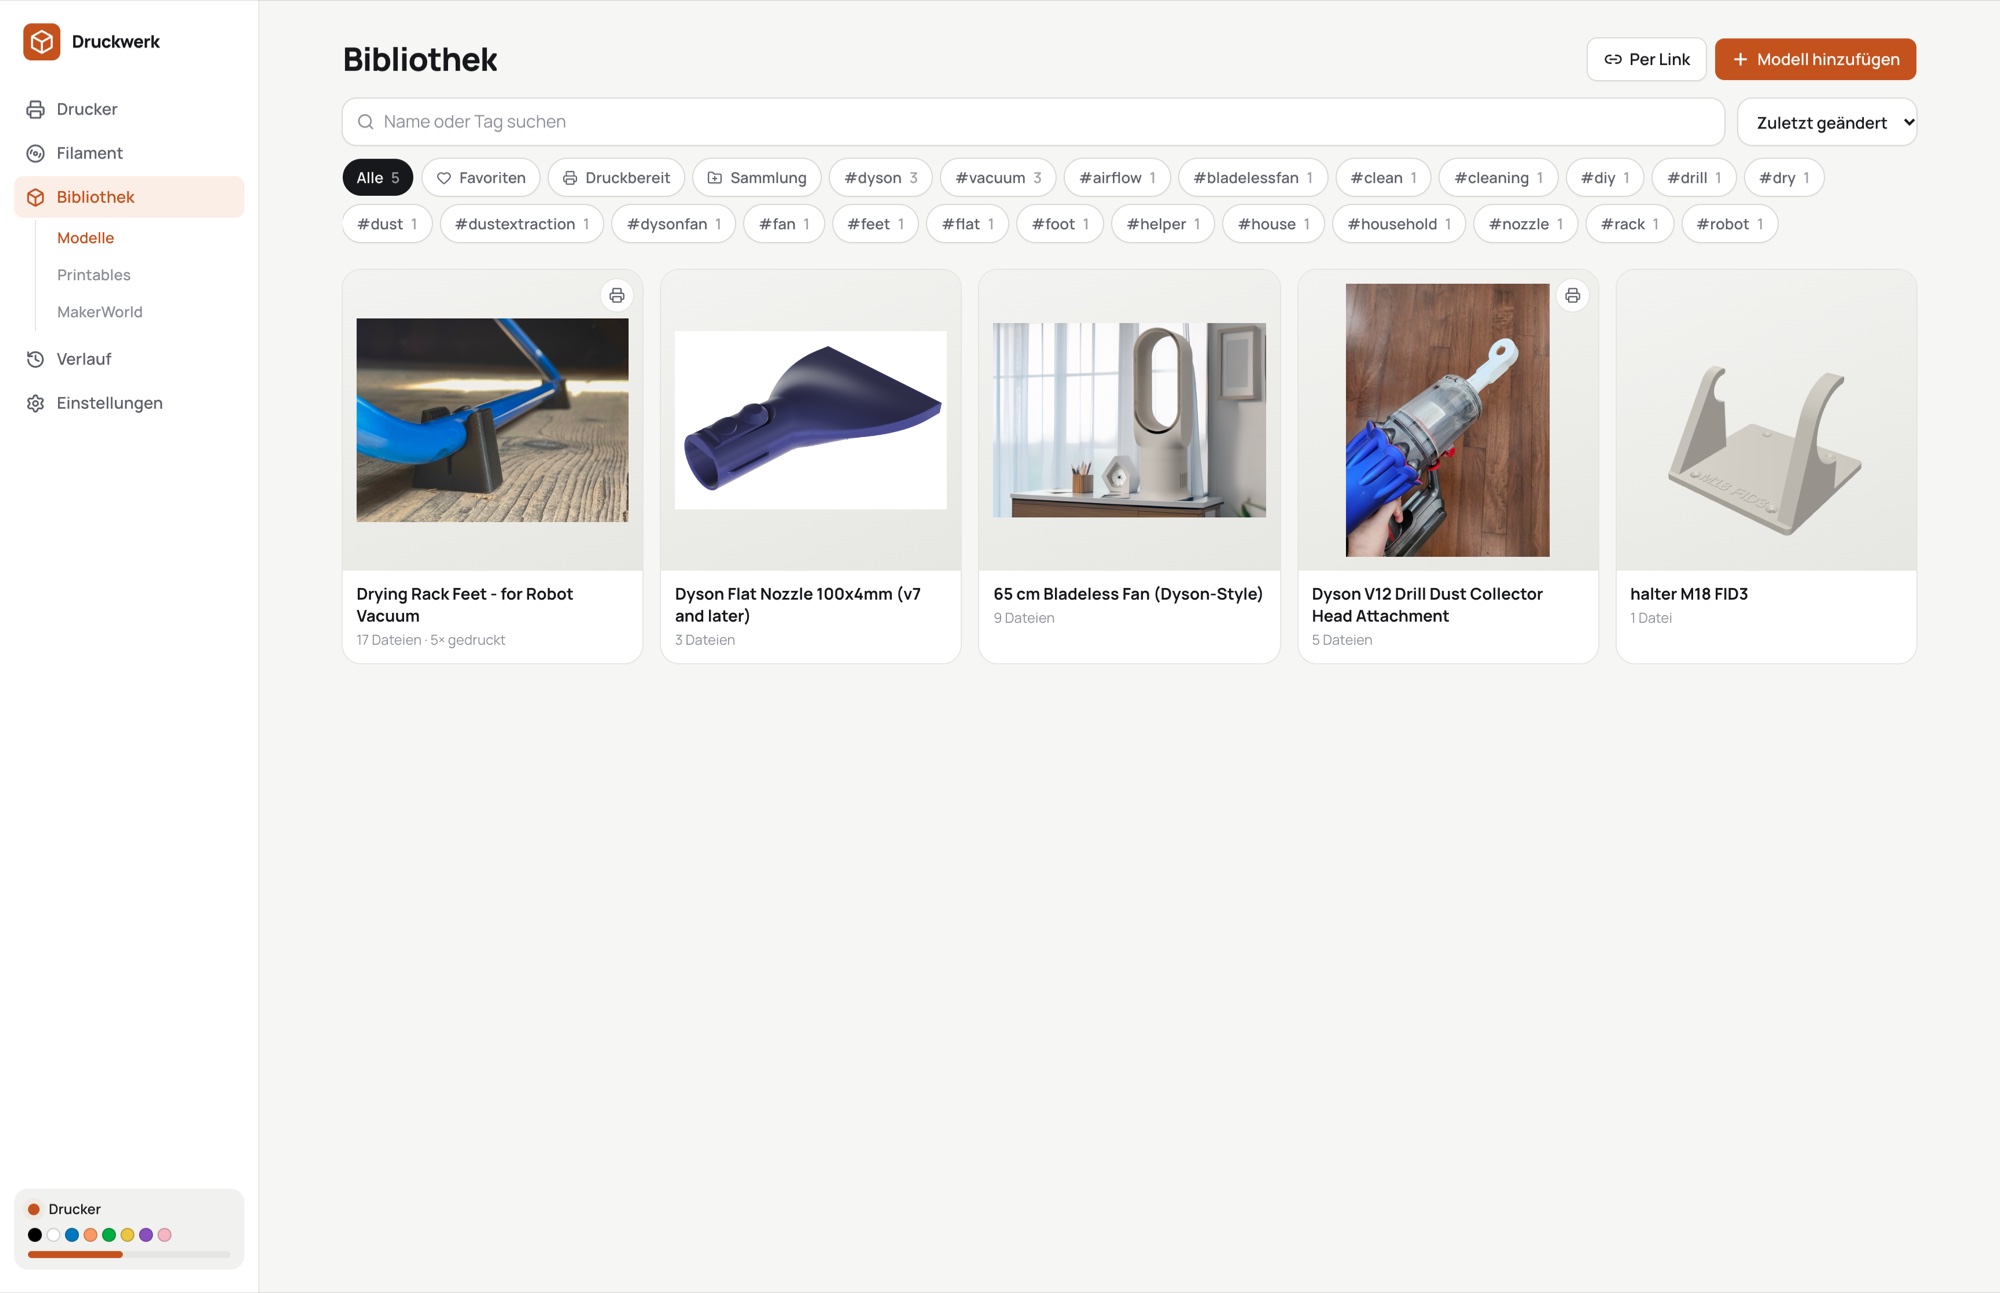 Druckwerk
Drucker
Filament
Bibliothek
Modelle
Printables
MakerWorld
Verlauf
Einstellungen
Drucker
Bibliothek
Per Link
Modell hinzufügen
Name oder Tag suchen
Zuletzt geändert
Alle 5 Favoriten Druckbereit Sammlung #dyson 3 #vacuum 3 #airflow 1 #bladelessfan 1 #clean 1 #cleaning 1 #diy 1 #drill 1 #dry 1
#dust 1 #dustextraction 1 #dysonfan 1 #fan 1 #feet 1 #flat 1 #foot 1 #helper 1 #house 1 #household 1 #nozzle 1 #rack 1 #robot 1
Drying Rack Feet - for Robot
Vacuum
17 Dateien · 5× gedruckt
Dyson Flat Nozzle 100x4mm (v7
and later)
3 Dateien
65 cm Bladeless Fan (Dyson-Style)
9 Dateien
Dyson V12 Drill Dust Collector
Head Attachment
5 Dateien
M18 FID3
halter M18 FID3
1 Datei